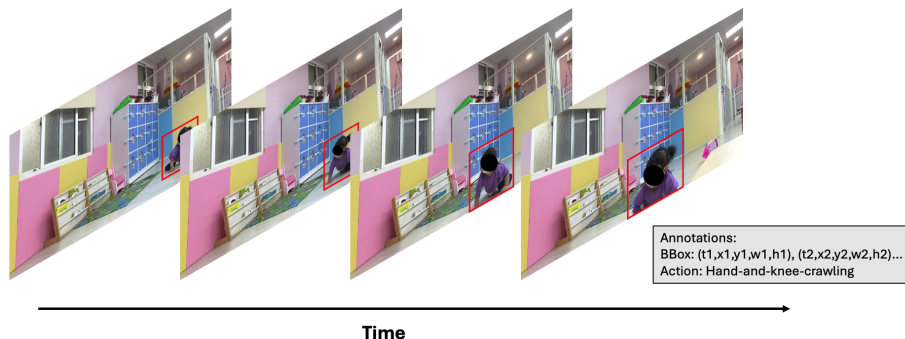 Annotations:
BBox: (t1,x1,y1,w1,h1), (t2,x2,y2,w2,h2)...
Action: Hand-and-knee-crawling
Time